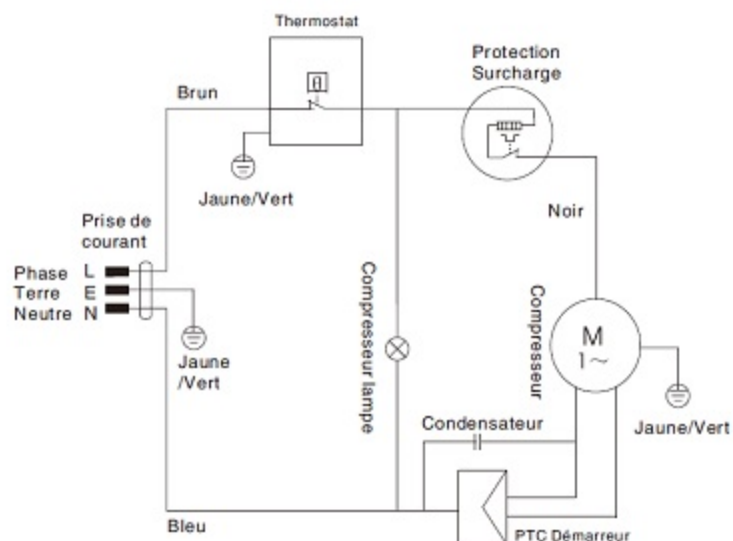 Thermostat
Protection
Surcharge
Brun
θ
Jaune/Vert
Noir
Prise de
courant
Phase L
Terre E
Neutre N
Jaune
/Vert
Compresseur lampe
Compresseur
M
1~
Condensateur
Jaune/Vert
Bleu
PTC Démarreur